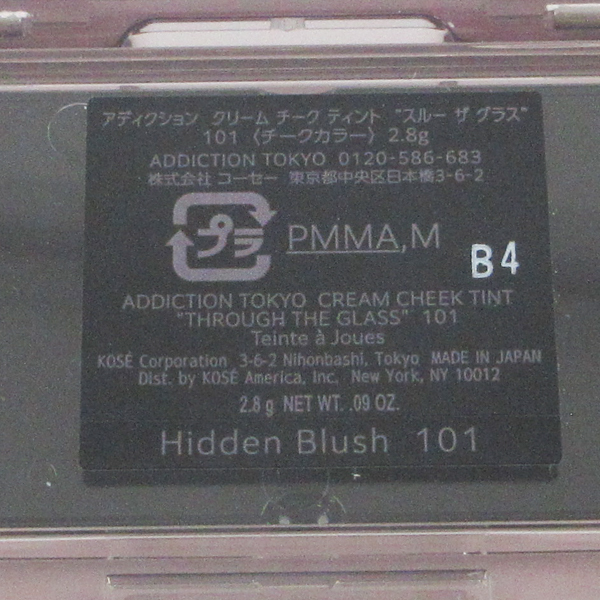 アディクション クリーム チーク ティント "スルー ザ グラス"
101 〈チークカラー〉 2.8g
ADDICTION TOKYO 0120-586-683
株式会社 コーセー 東京都中央区日本橋3-6-2
プラ PMMA,M
B4
ADDICTION TOKYO CREAM CHEEK TINT
"THROUGH THE GLASS" 101
Teinte à Joues
KOSÉ Corporation 3-6-2 Nihonbashi, Tokyo MADE IN JAPAN
Dist. by KOSÉ America, Inc. New York, NY 10012
2.8 g NET WT. .09 OZ.
Hidden Blush 101